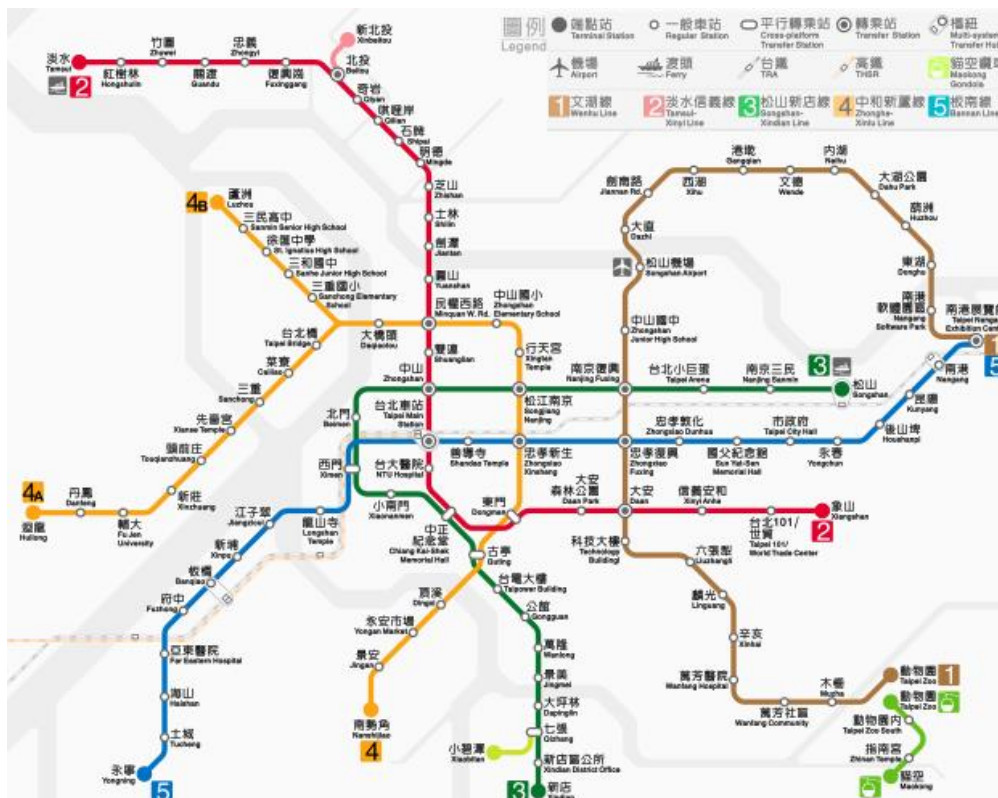 圖例
Legend
端點站
Terminal Station
一般車站
Regular Station
平行轉乘站
Cross-platform
Transfer Station
轉乘站
Transfer Station
樞紐
Multi-system
機場
Airport
渡頭
Ferry
台鐵
TRA
高鐵
THSR
Maokong
Gondola
1 文湖線
Wenhu Line
2 淡水信義線
Tamsui-
Xinyi Line
3 松山新店線
Songshan-
Xindian Line
4 中和新蘆線
Zhonghe-
Xinlu Line
5 板南線
Bannan Line
淡水
Tamsui
2
紅樹林
Hongshulin
竹圍
Zhuwei
關渡
Guandu
忠義
Zhongyi
復興崗
Fuxinggang
新北投
Xinbeitou
北投
Beitou
奇岩
Qiyan
唭哩岸
Qilian
石牌
Shipai
明德
Mingde
芝山
Zhishan
士林
Shilin
劍潭
Jiantan
圓山
Yuanshan
民權西路
Minquan W. Rd.
雙連
Shuanglian
中山
Zhongshan
台北車站
Taipei Main
Station
台大醫院
NTU Hospital
中正
紀念堂
Chiang Kai-Shek
Memorial Hall
東門
Dongmen
大安
森林公園
Daan Park
大安
Daan
信義安和
Xinyi Anhe
台北101/
世貿
Taipei 101/
World Trade Center
象山
Xiangshan
2
4B
蘆洲
Luzhou
三民高中
Sanmin Senior High School
徐匯中學
St. Ignatius High School
三和國中
Sanhe Junior High School
三重國小
Sanchong Elementary
School
大橋頭
Daqiaotou
中山國小
Zhongshan
Elementary School
行天宮
Xingtian
Temple
松江南京
Songjiang
Nanjing
忠孝新生
Zhongxiao
Xinsheng
台北橋
Taipei Bridge
菜寮
Cailiao
三重
Sanchong
先嗇宮
Xianse Temple
頭前庄
Touqianzhuang
新莊
Xinzhuang
輔大
Fu Jen
University
丹鳳
Danfeng
4A
迴龍
Huilong
古亭
Guting
頂溪
Dingxi
永安市場
Yongan Market
景安
Jingan
南勢角
Nanshijiao
4
劍南路
Jiannan Rd.
西湖
Xihu
港墘
Gangqian
文德
Wende
內湖
Neihu
大湖公園
Dahu Park
葫洲
Huzhou
東湖
Donghu
南港
軟體園區
Nangang
Software Park
Taipei Nangang
Exhibition Center
1
5
大直
Dazhi
松山機場
Songshan Airport
中山國中
Zhongshan
Junior High School
南京復興
Nanjing Fuxing
忠孝復興
Zhongxiao
Fuxing
科技大樓
Technology
六張犁
Liuzhangli
麟光
Linguang
辛亥
Xinhai
萬芳醫院
Wanfang Hospital
萬芳社區
Wanfang Community
木柵
Muzha
動物園
Taipei Zoo
1
動物園
Taipei Zoo
動物園內
Taipei Zoo South
指南宮
Zhinan Temple
貓空
Maokong
3
松山
Songshan
南京三民
Nanjing Sanmin
台北小巨蛋
Taipei Arena
北門
Beimen
西門
Ximen
小南門
Xiaonanmen
台電大樓
Taipower Building
公館
Gongguan
萬隆
Wanlong
景美
Jingmei
大坪林
Dapinglin
七張
Qizhang
小碧潭
Xiaobitan
新店區公所
Xindian District Office
3
新店
南港
Nangang
昆陽
Kunyang
後山埤
Houshanpi
永春
Yongchun
市政府
Taipei City Hall
國父紀念館
Sun Yat-Sen
Memorial Hall
忠孝敦化
Zhongxiao Dunhua
善導寺
Shandao Temple
龍山寺
Longshan
Temple
江子翠
Jiangzicui
新埔
Xinpu
板橋
Banqiao
府中
Fuzhong
亞東醫院
Far Eastern Hospital
海山
Haishan
土城
Tucheng
永寧
Yongning
5